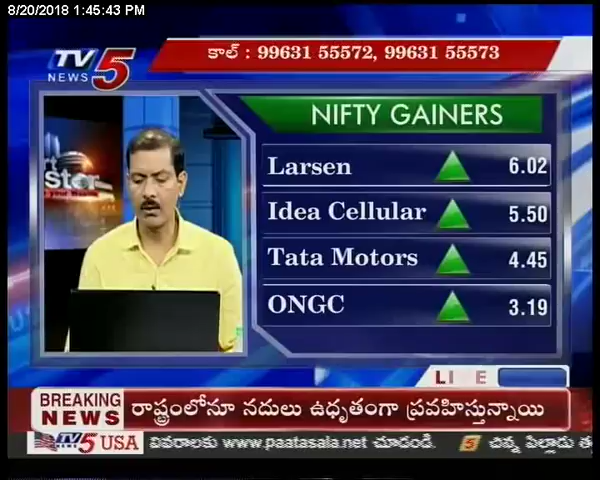 8/20/2018 1:45:43 PM
TV5
NEWS
కాల్ : 99631 55572, 99631 55573
NIFTY GAINERS
Larsen 6.02
Idea Cellular 5.50
Tata Motors 4.45
ONGC 3.19
LI E
BREAKING
NEWS
రాష్ట్రంలోనూ నదులు ఉధృతంగా ప్రవహిస్తున్నాయి
TV5 USA వివరాలకు www.paatasala.net చూడండి. 5 చిన్న పిల్లాడు త